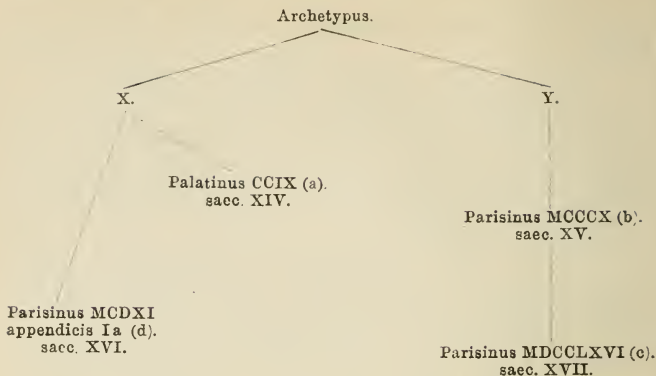 Archetypus.
X.
Y.
Palatinus CCIX (a).
saec. XIV.
Parisinus MCCCX (b).
saec. XV.
Parisinus MCDXI
appendicis Ia (d).
saec. XVI.
Parisinus MDCCLXVI (c).
saec. XVII.